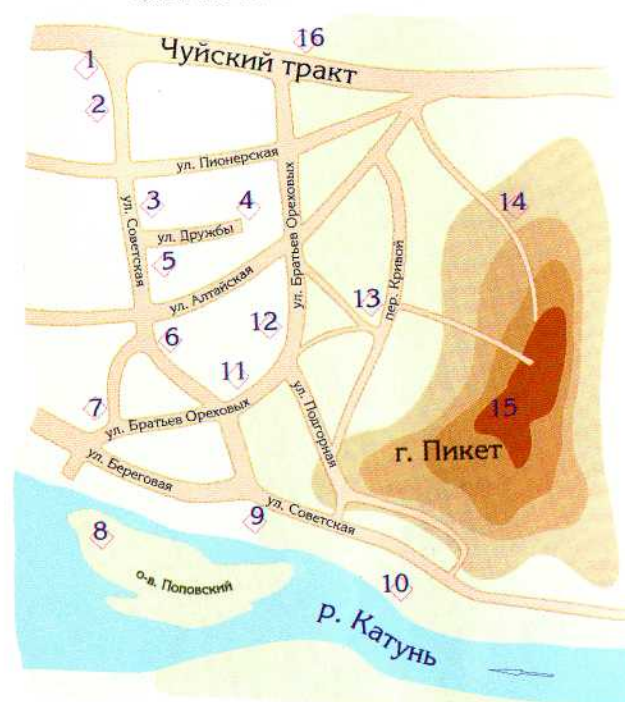 16
1
Чуйский тракт
2
ул. Пионерская
3
4
14
ул. Советская
ул. Братьев Ореховых
ул. Дружбы
5
ул. Алтайская
13
пер. Кривой
6
12
11
7
15
ул. Братьев Ореховых
ул. Подгорная
г. Пикет
ул. Береговая
9
ул. Советская
8
о-в. Поповский
10
р. Катунь